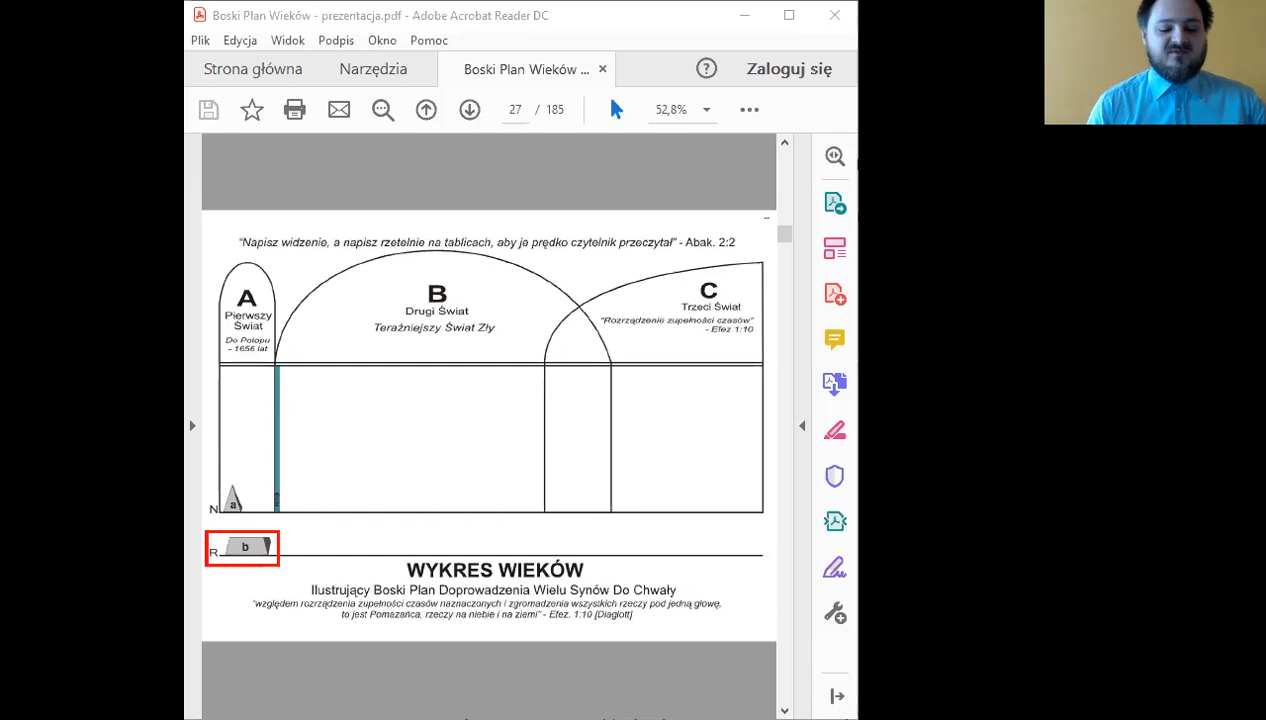 Boski Plan Wieków - prezentacja.pdf - Adobe Acrobat Reader DC
Plik Edycja Widok Podpis Okno Pomoc
Strona główna Narzędzia Boski Plan Wieków ... × Zaloguj się
27 / 185 52,8%
"Napisz widzenie, a napisz rzetelnie na tablicach, aby je prędko czytelnik przeczytał" - Abak. 2:2
A
Pierwszy
Świat
Do Potopu
- 1656 lat
B
Drugi Świat
Teraźniejszy Świat Zły
C
Trzeci Świat
"Rozrządzenie zupełności czasów"
- Efez 1:10
a
N
b
R
WYKRES WIEKÓW
Ilustrujący Boski Plan Doprowadzenia Wielu Synów Do Chwały
"względem rozrządzenia zupełności czasów naznaczonych i zgromadzenia wszystkich rzeczy pod jedną głowę,
to jest Pomazańca, rzeczy na niebie i na ziemi" - Efez. 1:10 [Diaglott]